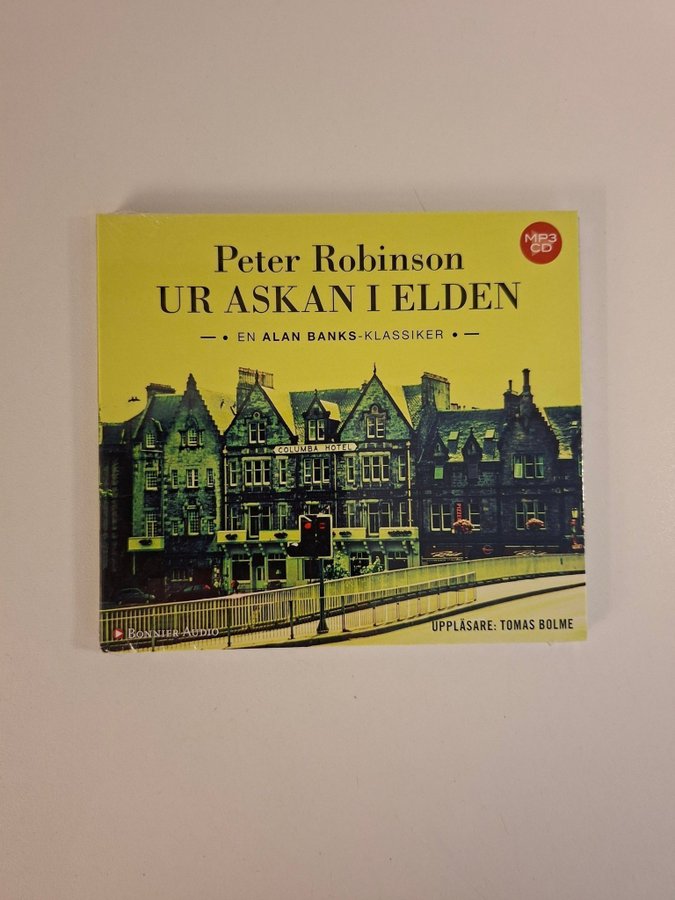 MP3
CD
Peter Robinson
UR ASKAN I ELDEN
— • EN ALAN BANKS-KLASSIKER • —
COLUMBA HOTEL
BONNIER AUDIO
UPPLÄSARE: TOMAS BOLME